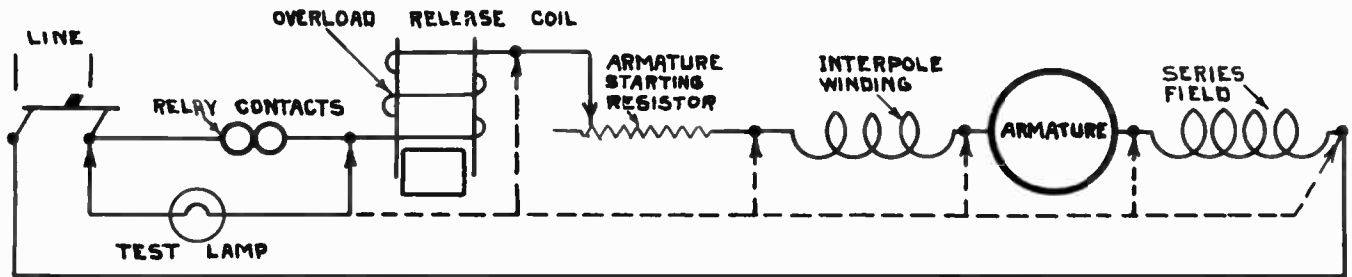 OVERLOAD RELEASE COIL
LINE
RELAY CONTACTS
ARMATURE
STARTING
RESISTOR
INTERPOLE
WINDING
ARMATURE
SERIES
FIELD
TEST LAMP